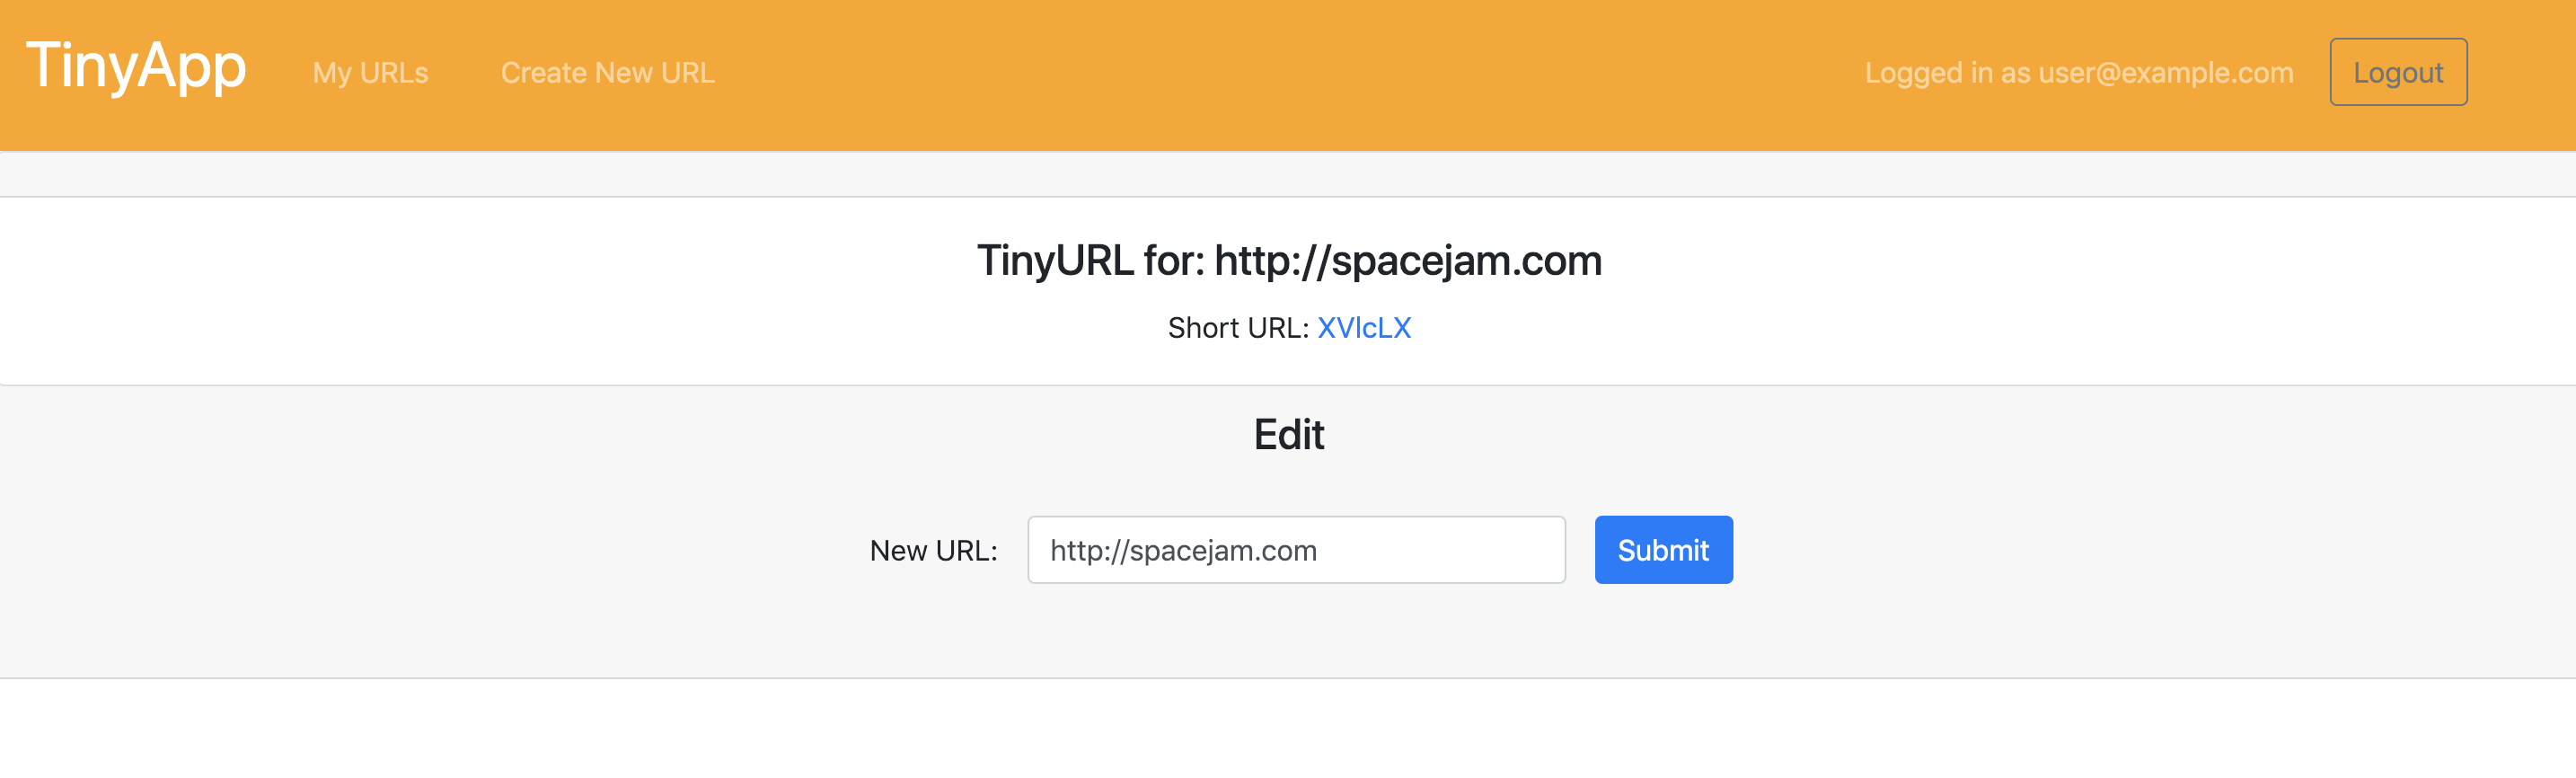 TinyApp My URLs Create New URL Logged in as user@example.com Logout
TinyURL for: http://spacejam.com
Short URL: XVlcLX
Edit
New URL: http://spacejam.com Submit